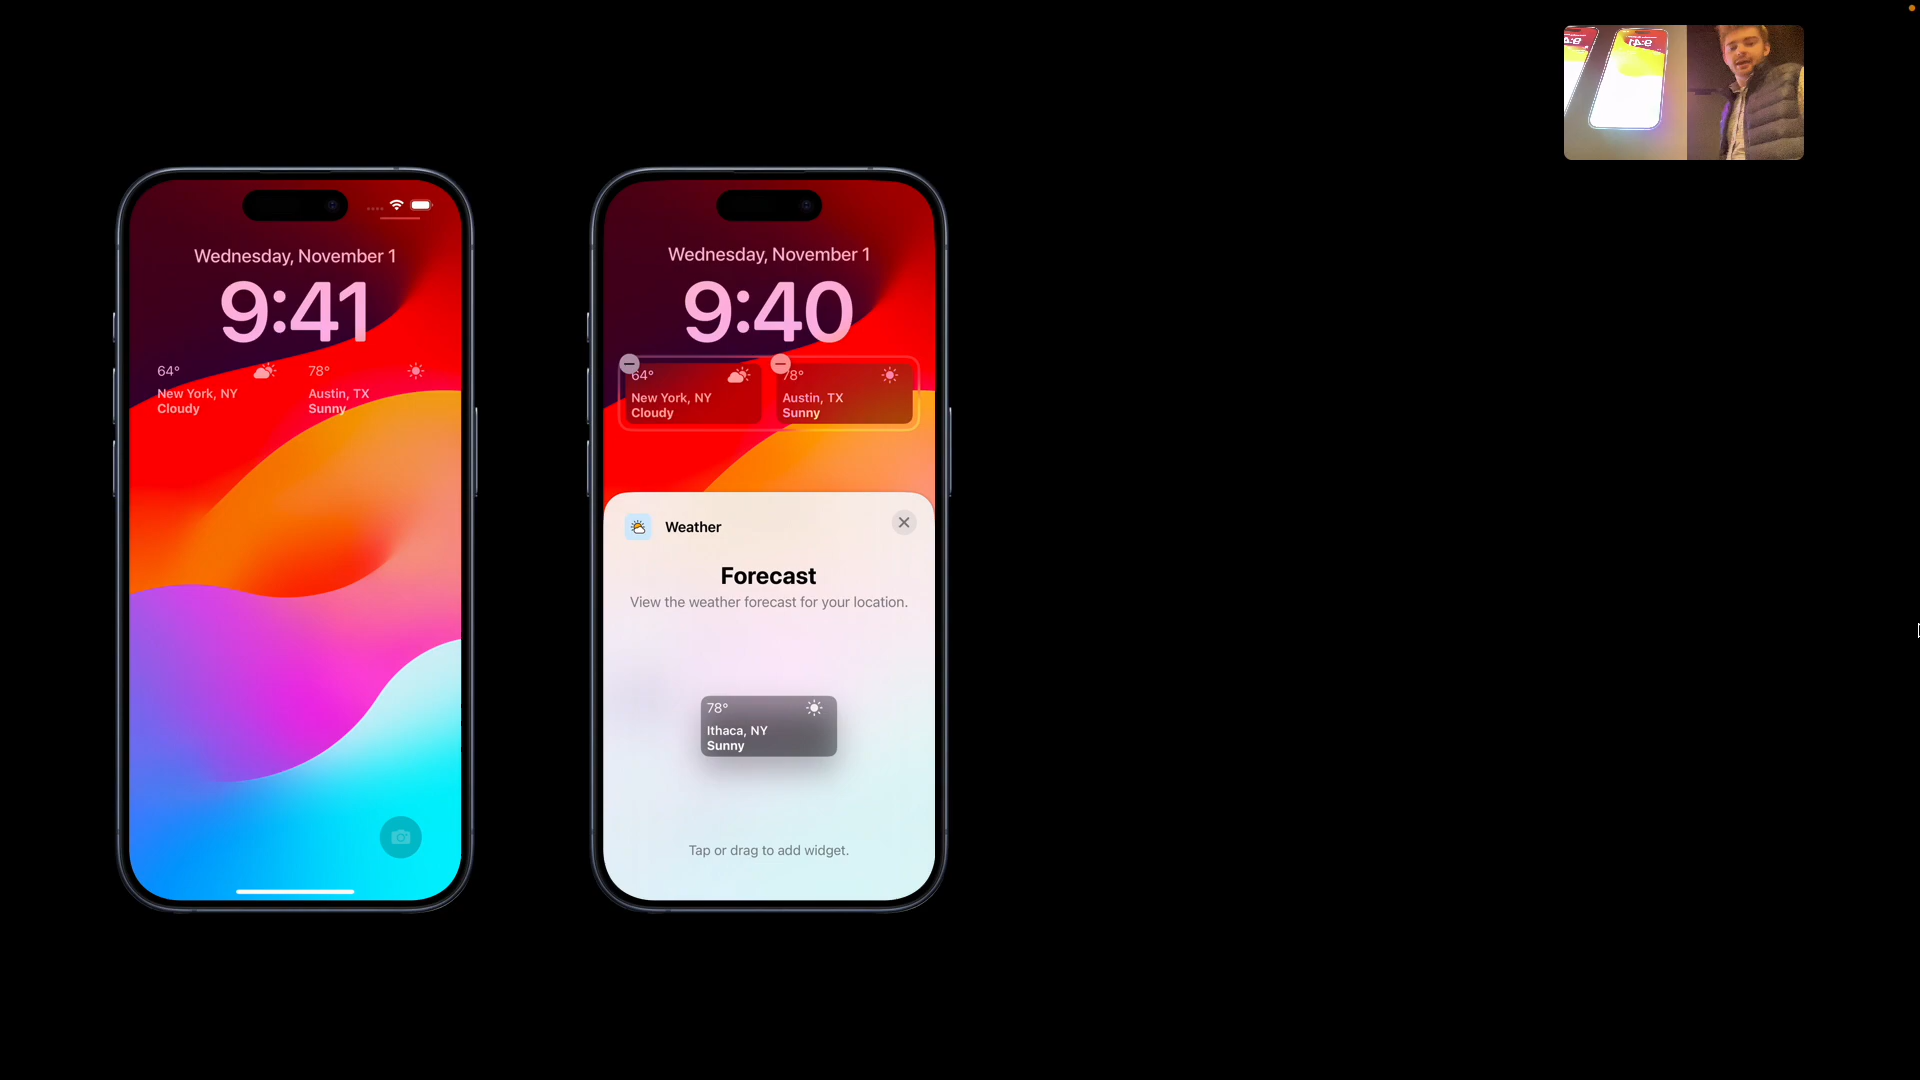 Wednesday, November 1
9:41
64°
New York, NY
Cloudy
78°
Austin, TX
Sunny
Wednesday, November 1
9:40
64°
New York, NY
Cloudy
78°
Austin, TX
Sunny
Weather
Forecast
View the weather forecast for your location.
78°
Ithaca, NY
Sunny
Tap or drag to add widget.
9:41